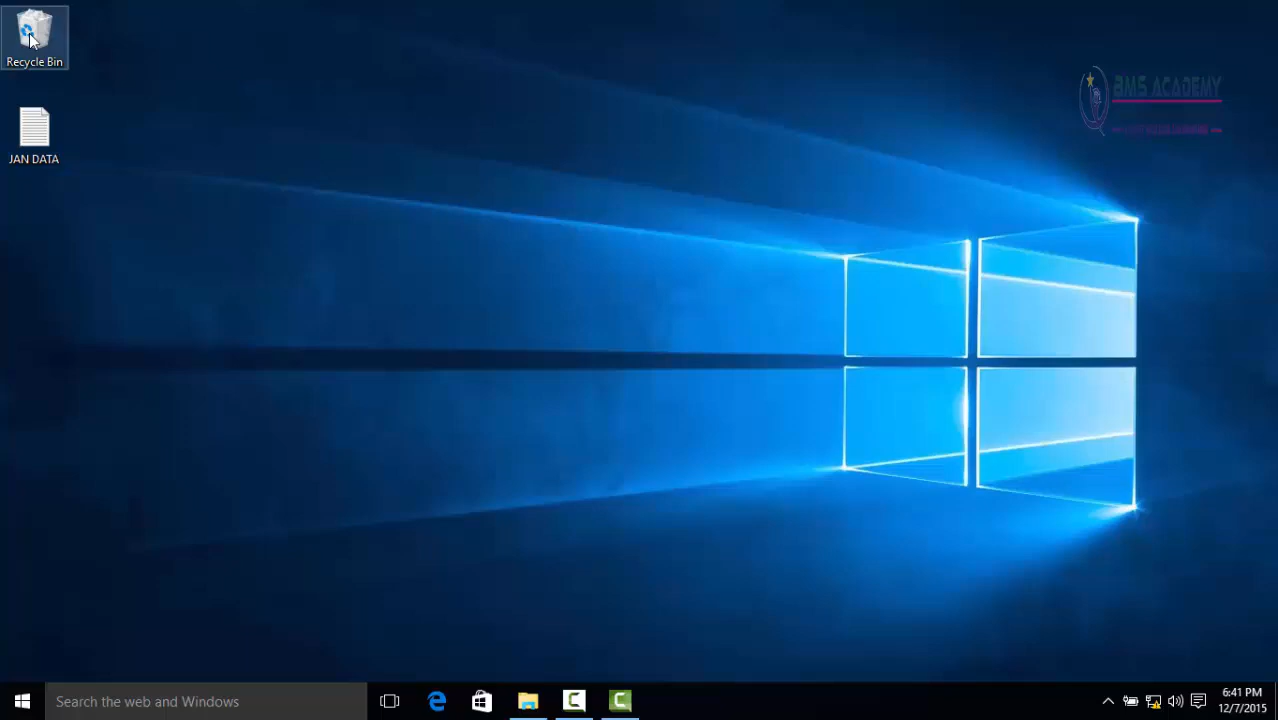 Recycle Bin
BMS ACADEMY
JAN DATA
Search the web and Windows
6:41 PM
12/7/2015